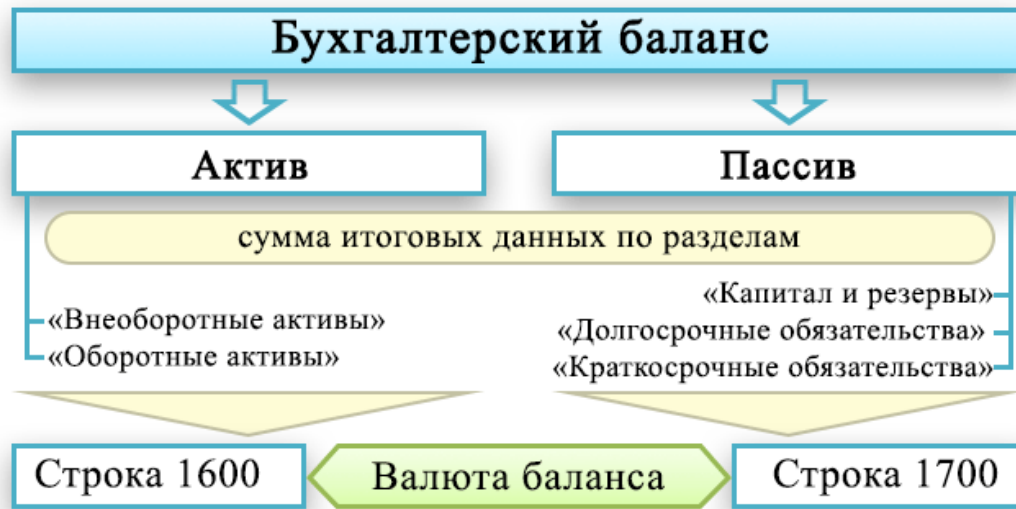 Бухгалтерский баланс
Актив
Пассив
сумма итоговых данных по разделам
«Внеоборотные активы»
«Оборотные активы»
«Капитал и резервы»
«Долгосрочные обязательства»
«Краткосрочные обязательства»
Строка 1600
Валюта баланса
Строка 1700